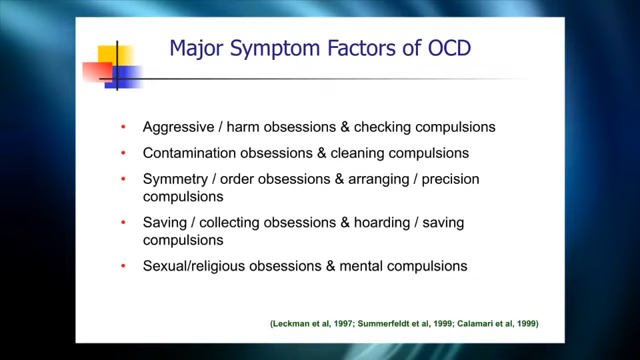 Major Symptom Factors of OCD
• Aggressive / harm obsessions & checking compulsions
• Contamination obsessions & cleaning compulsions
• Symmetry / order obsessions & arranging / precision
compulsions
• Saving / collecting obsessions & hoarding / saving
compulsions
• Sexual/religious obsessions & mental compulsions
(Leckman et al, 1997; Summerfeldt et al, 1999; Calamari et al, 1999)